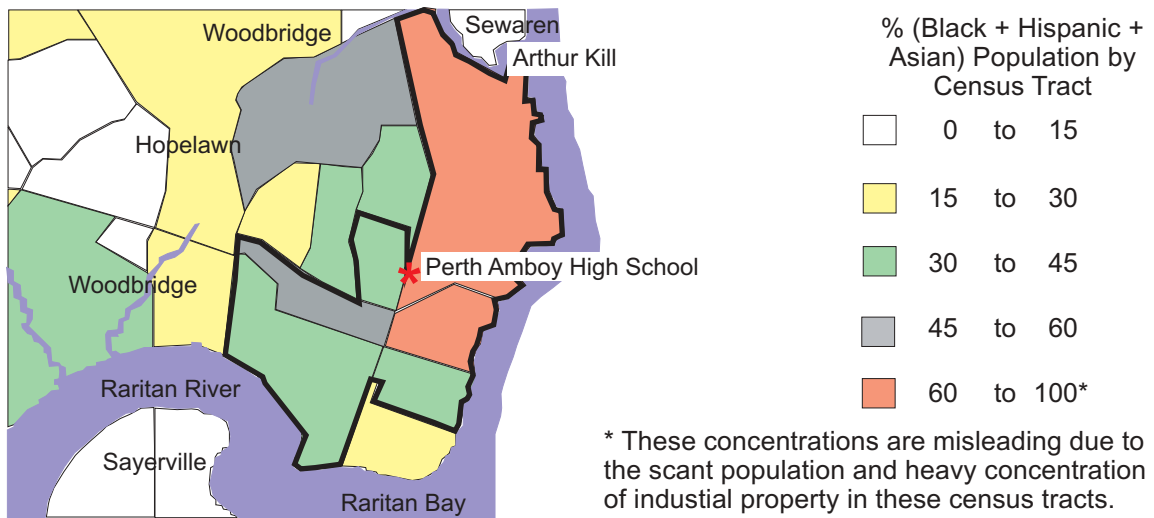 Woodbridge
Sewaren
Arthur Kill
Hopelawn
Perth Amboy High School
Woodbridge
Raritan River
Sayerville
Raritan Bay
% (Black + Hispanic +
Asian) Population by
Census Tract
0 to 15
15 to 30
30 to 45
45 to 60
60 to 100*
* These concentrations are misleading due to
the scant population and heavy concentration
of industial property in these census tracts.